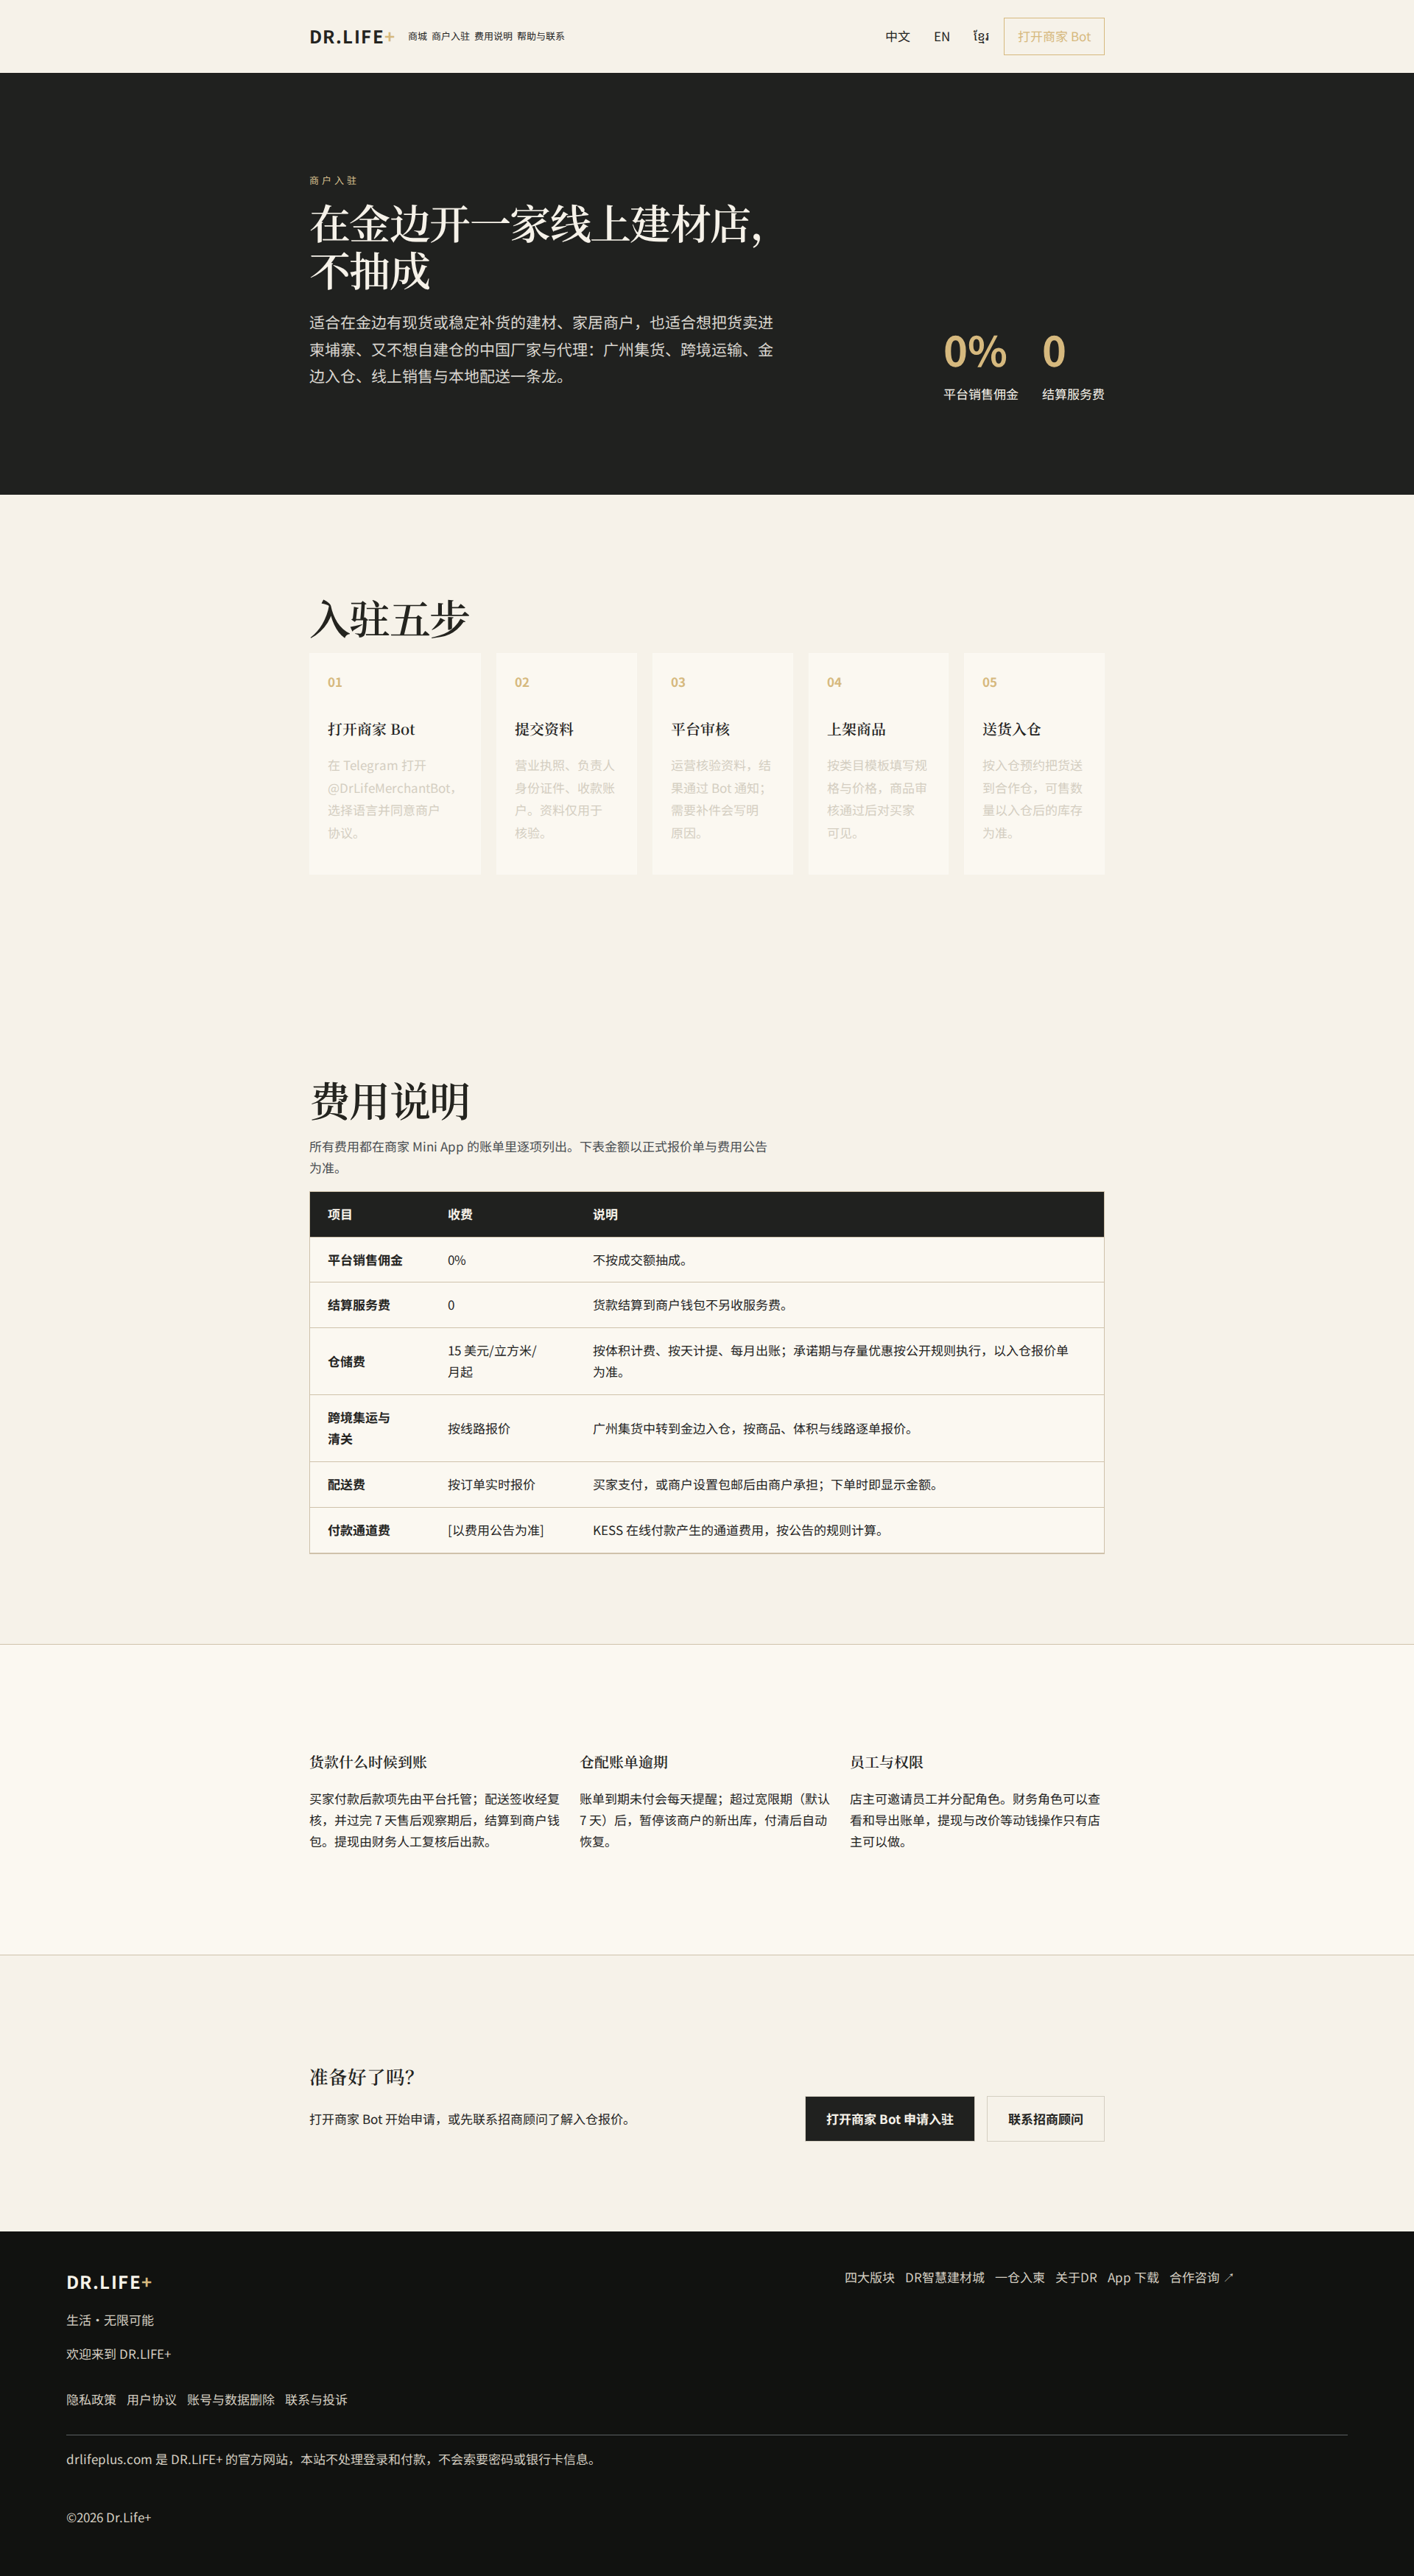 DR.LIFE+ 商城 商户入驻 费用说明 帮助与联系 中文 EN ខ្មែរ 打开商家 Bot
商户入驻
在金边开一家线上建材店，
不抽成
适合在金边有现货或稳定补货的建材、家居商户，也适合想把货卖进
柬埔寨、又不想自建仓的中国厂家与代理：广州集货、跨境运输、金
边入仓、线上销售与本地配送一条龙。
0% 0
平台销售佣金 结算服务费
入驻五步
01
打开商家 Bot
在 Telegram 打开
@DrLifeMerchantBot，
选择语言并同意商户
协议。
02
提交资料
营业执照、负责人
身份证件、收款账
户。资料仅用于
核验。
03
平台审核
运营核验资料，结
果通过 Bot 通知；
需要补件会写明
原因。
04
上架商品
按类目模板填写规
格与价格，商品审
核通过后对买家
可见。
05
送货入仓
按入仓预约把货送
到合作仓，可售数
量以入仓后的库存
为准。
费用说明
所有费用都在商家 Mini App 的账单里逐项列出。下表金额以正式报价单与费用公告
为准。
项目 收费 说明
平台销售佣金 0% 不按成交额抽成。
结算服务费 0 货款结算到商户钱包不另收服务费。
仓储费
15 美元/立方米/
月起
按体积计费、按天计提、每月出账；承诺期与存量优惠按公开规则执行，以入仓报价单
为准。
跨境集运与
清关
按线路报价 广州集货中转到金边入仓，按商品、体积与线路逐单报价。
配送费 按订单实时报价 买家支付，或商户设置包邮后由商户承担；下单时即显示金额。
付款通道费 [以费用公告为准] KESS 在线付款产生的通道费用，按公告的规则计算。
货款什么时候到账
买家付款后款项先由平台托管；配送签收经复
核，并过完 7 天售后观察期后，结算到商户钱
包。提现由财务人工复核后出款。
仓配账单逾期
账单到期未付会每天提醒；超过宽限期（默认
7 天）后，暂停该商户的新出库，付清后自动
恢复。
员工与权限
店主可邀请员工并分配角色。财务角色可以查
看和导出账单，提现与改价等动钱操作只有店
主可以做。
准备好了吗？
打开商家 Bot 开始申请，或先联系招商顾问了解入仓报价。
打开商家 Bot 申请入驻 联系招商顾问
DR.LIFE+
生活・无限可能
欢迎来到 DR.LIFE+
四大版块 DR智慧建材城 一仓入柬 关于DR App 下载 合作咨询 ↗
隐私政策 用户协议 账号与数据删除 联系与投诉
drlifeplus.com 是 DR.LIFE+ 的官方网站，本站不处理登录和付款，不会索要密码或银行卡信息。
©2026 Dr.Life+